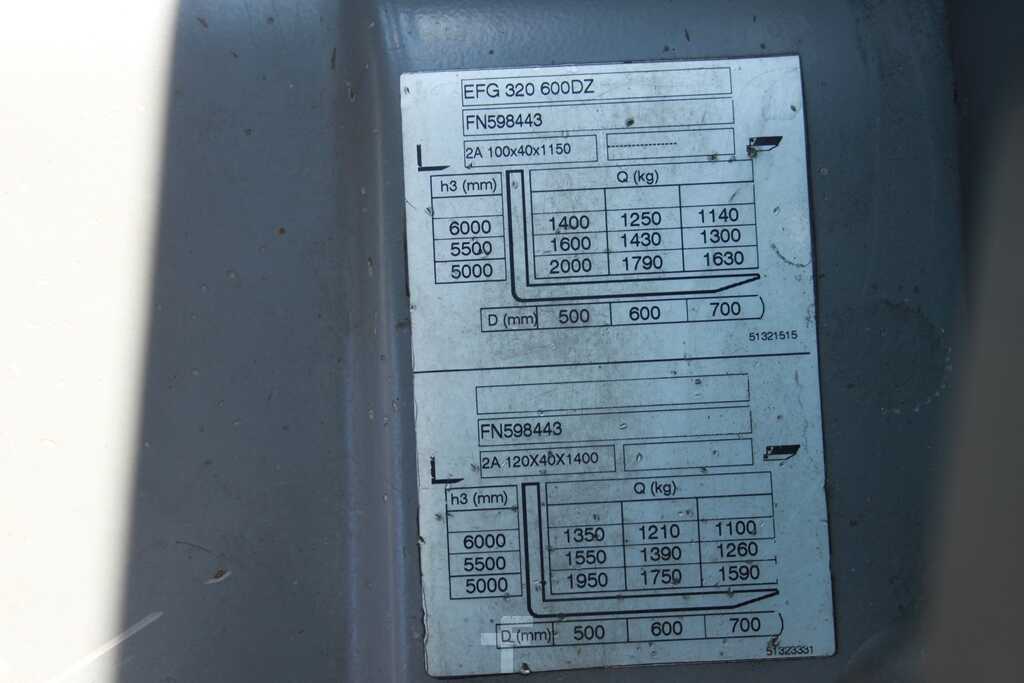 EFG 320 600DZ
FN598443
2A 100x40x1150 ------------
h3 (mm) Q (kg)
6000 1400 1250 1140
5500 1600 1430 1300
5000 2000 1790 1630
D (mm) 500 600 700
51321515
FN598443
2A 120X40X1400
h3 (mm) Q (kg)
6000 1350 1210 1100
5500 1550 1390 1260
5000 1950 1750 1590
D (mm) 500 600 700
51323331